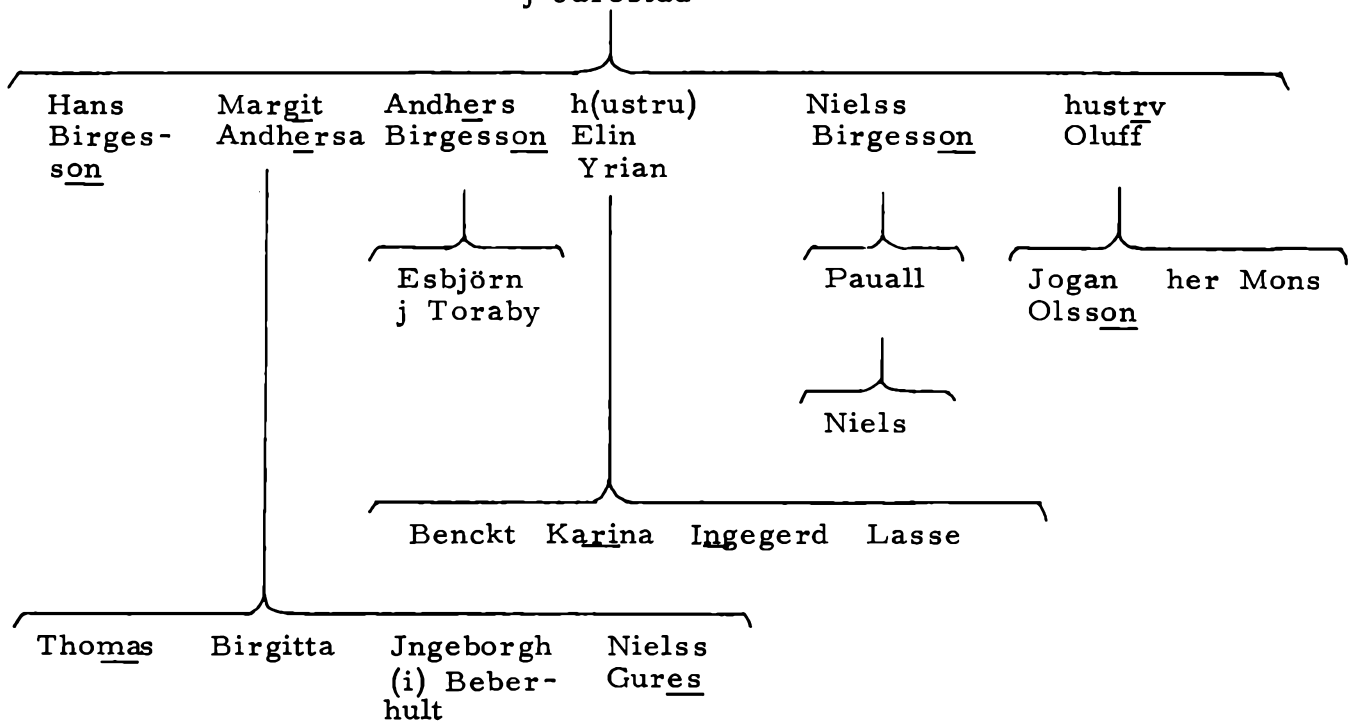 Hans Margit Andhers h(ustru) Nielss hustrv
Birges- Andhersa Birgesson Elin Birgesson Oluff
son Yrian
Esbjörn Pauall Jogan her Mons
j Toraby Olsson
Niels
Benckt Karina Ingegerd Lasse
Thomas Birgitta Jngeborgh Nielss
(i) Beber- Gures
hult